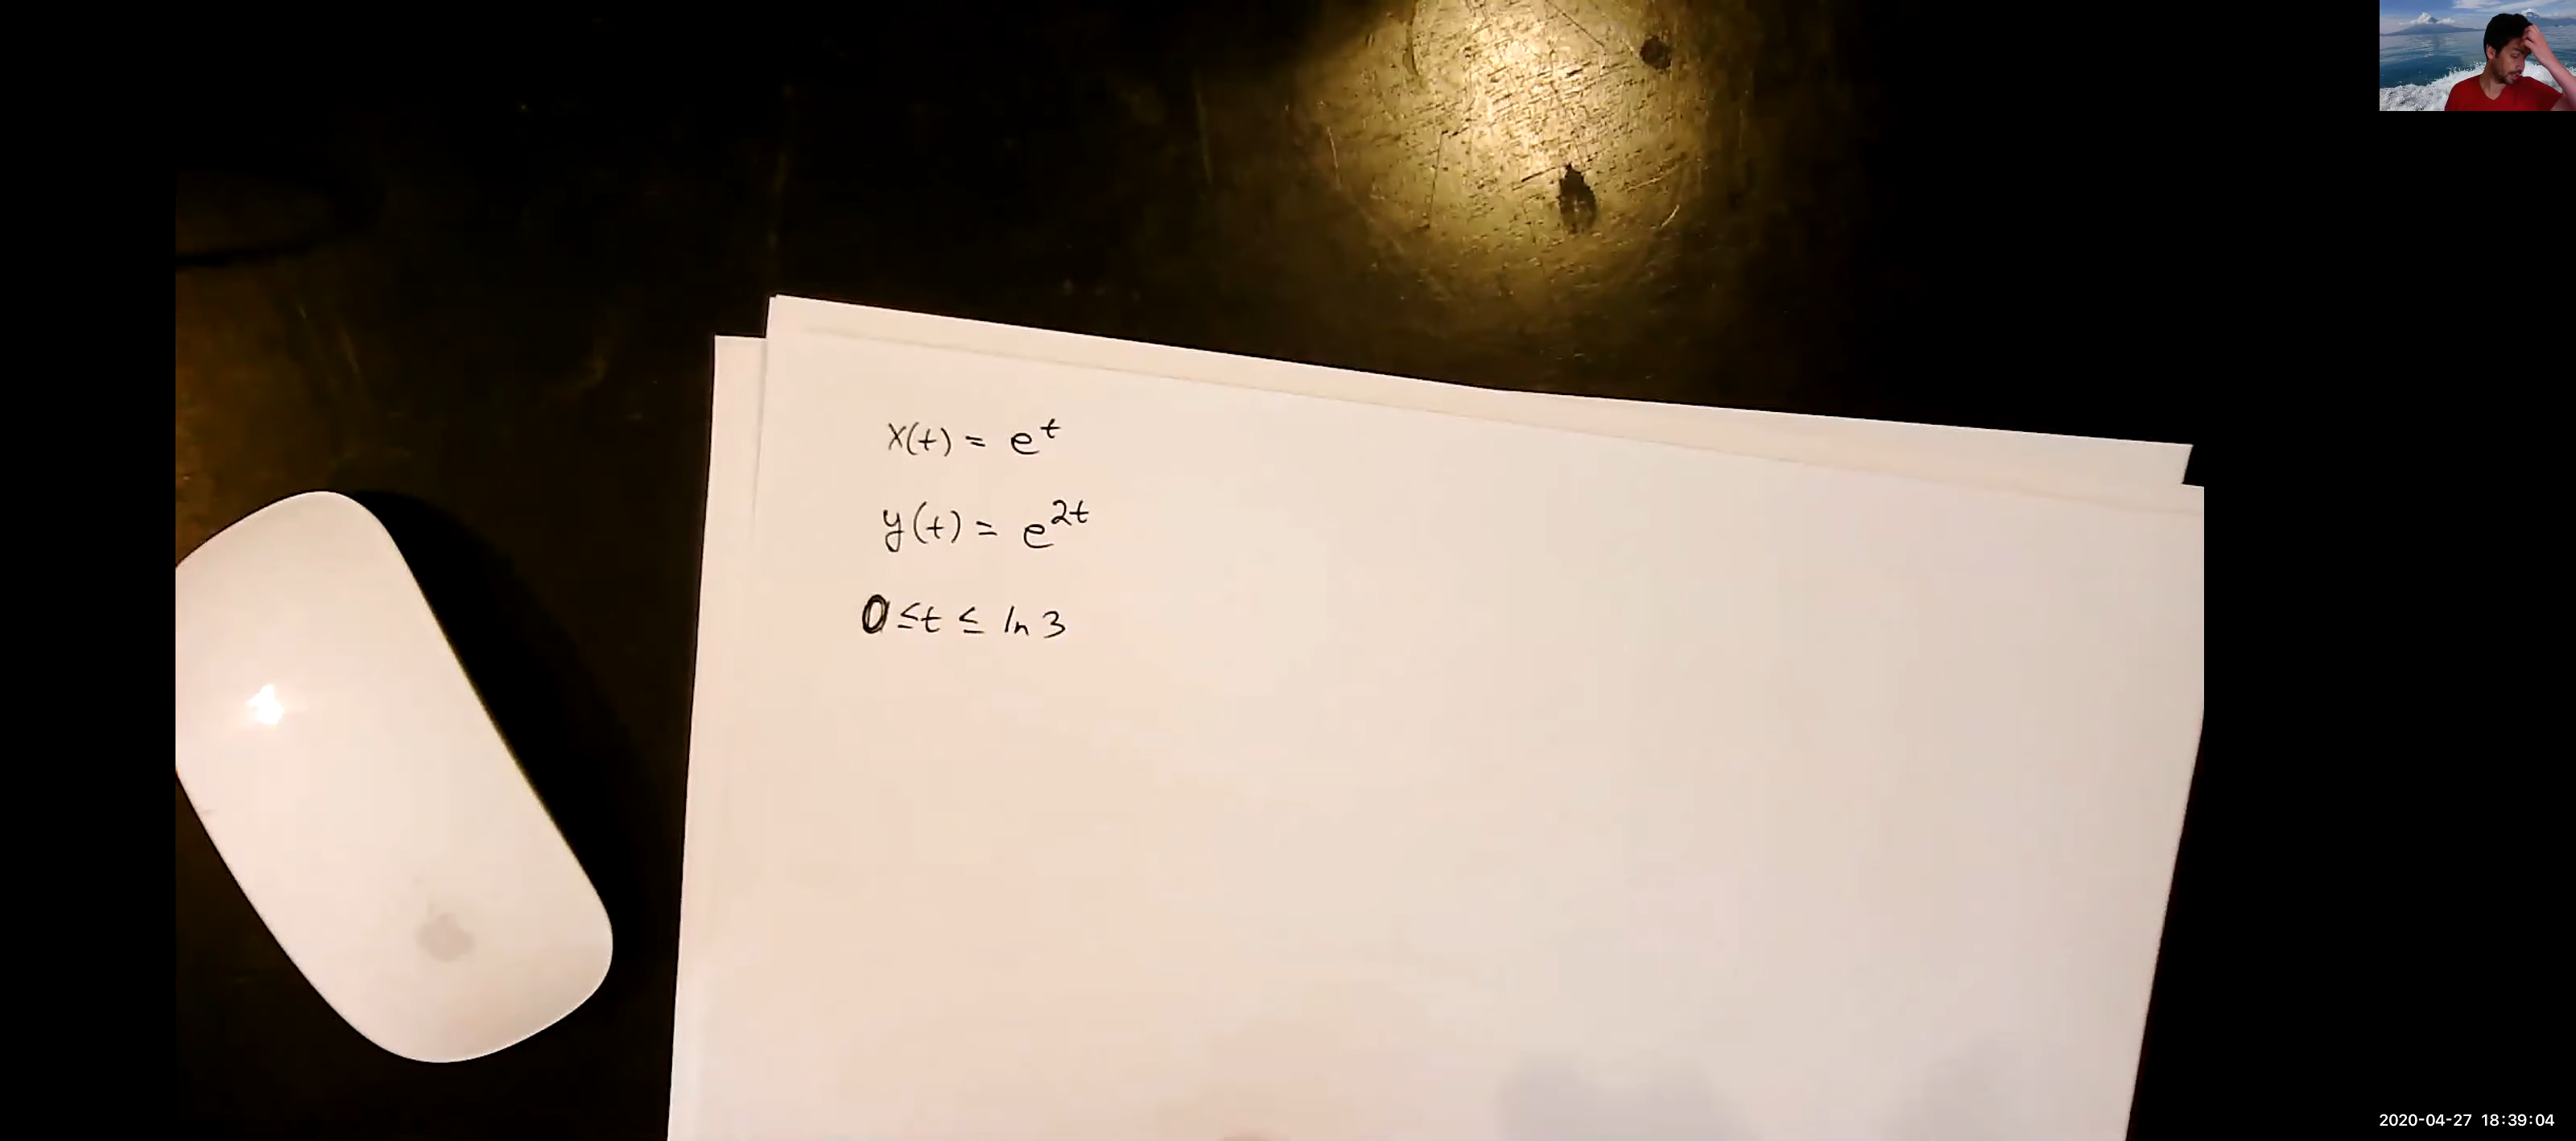 x(t) = e^t
y(t) = e^{2t}
0 ≤ t ≤ ln 3
2020-04-27 18:39:04